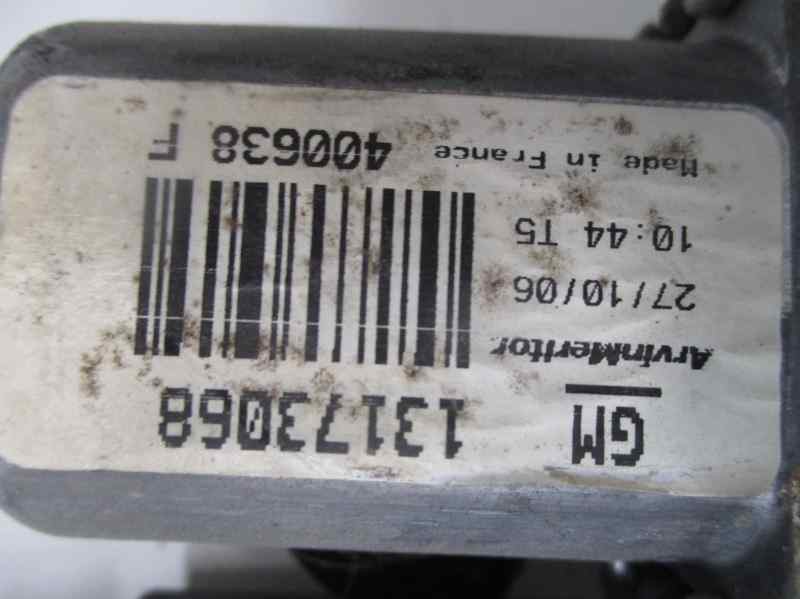 GM 13173068
ArvinMeritor
27/10/06
10:44 T5
Made in France 400638 F